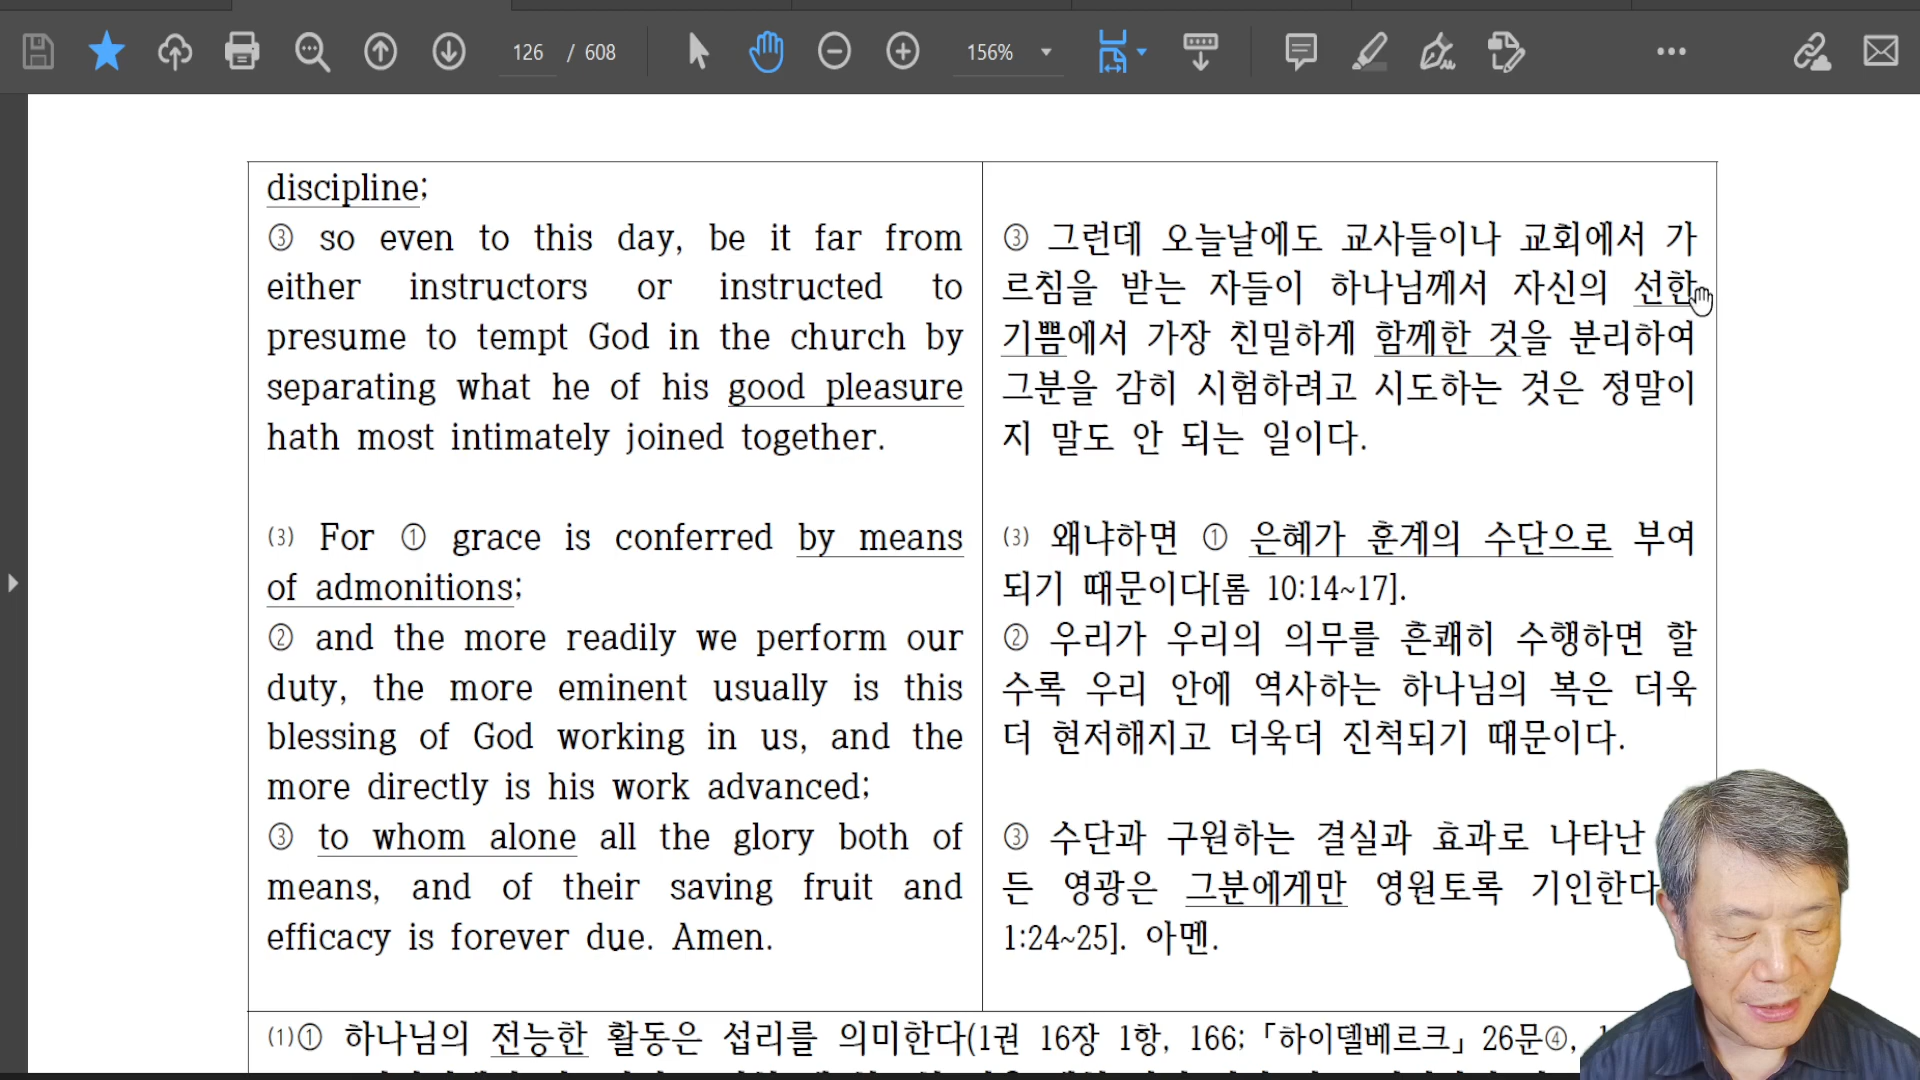 126 / 608
156%
discipline;
③ so even to this day, be it far from
either instructors or instructed to
presume to tempt God in the church by
separating what he of his good pleasure
hath most intimately joined together.
⑶ For ① grace is conferred by means
of admonitions;
② and the more readily we perform our
duty, the more eminent usually is this
blessing of God working in us, and the
more directly is his work advanced;
③ to whom alone all the glory both of
means, and of their saving fruit and
efficacy is forever due. Amen.
③ 그런데 오늘날에도 교사들이나 교회에서 가
르침을 받는 자들이 하나님께서 자신의 선한
기쁨에서 가장 친밀하게 함께한 것을 분리하여
그분을 감히 시험하려고 시도하는 것은 정말이
지 말도 안 되는 일이다.
⑶ 왜냐하면 ① 은혜가 훈계의 수단으로 부여
되기 때문이다[롬 10:14~17].
② 우리가 우리의 의무를 흔쾌히 수행하면 할
수록 우리 안에 역사하는 하나님의 복은 더욱
더 현저해지고 더욱더 진척되기 때문이다.
③ 수단과 구원하는 결실과 효과로 나타난
든 영광은 그분에게만 영원토록 기인한다
1:24~25]. 아멘.
⑴① 하나님의 전능한 활동은 섭리를 의미한다(1권 16장 1항, 166;「하이델베르크」26문④,